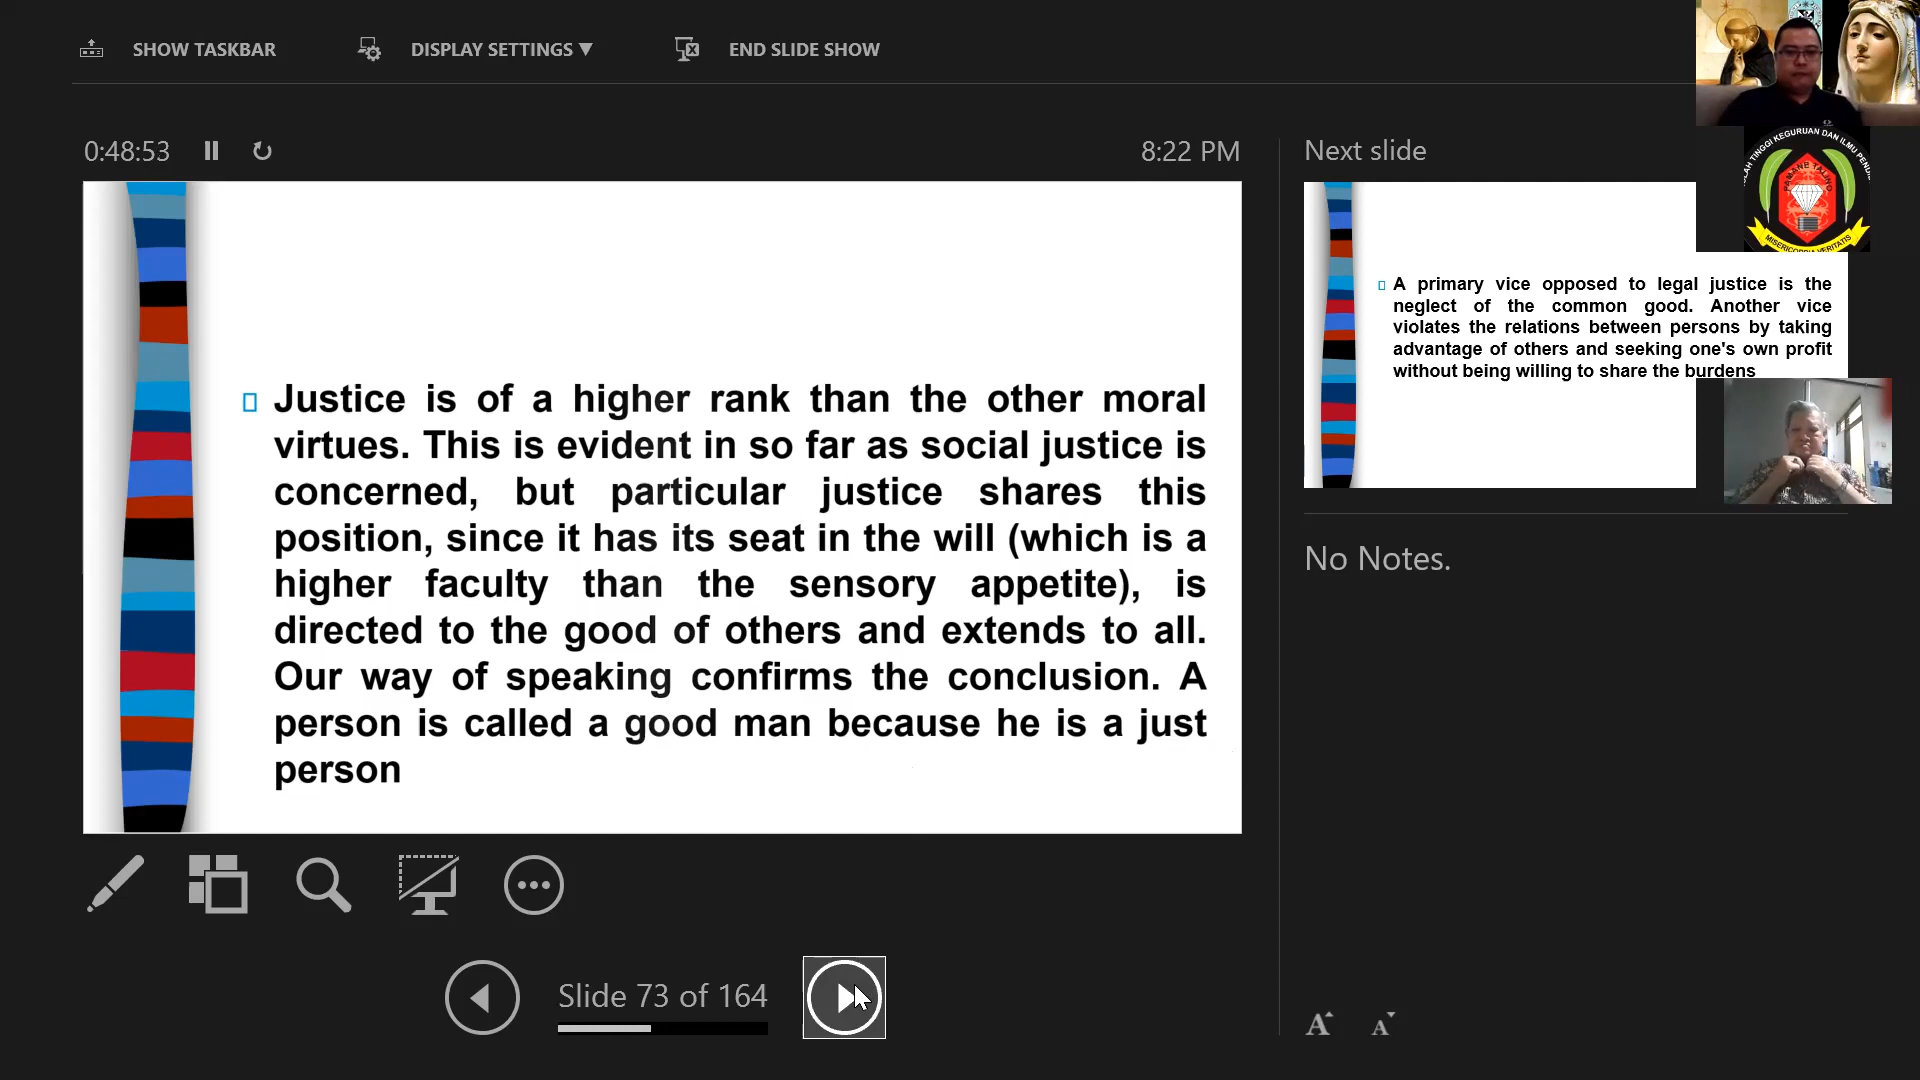 SHOW TASKBAR
DISPLAY SETTINGS ▼
END SLIDE SHOW
0:48:53
8:22 PM
Justice is of a higher rank than the other moral
virtues. This is evident in so far as social justice is
concerned, but particular justice shares this
position, since it has its seat in the will (which is a
higher faculty than the sensory appetite), is
directed to the good of others and extends to all.
Our way of speaking confirms the conclusion. A
person is called a good man because he is a just
person
Slide 73 of 164
Next slide
TINGGI KEGURUAN DAN ILMU
MISERICORDIA VERITATIS
A primary vice opposed to legal justice is the
neglect of the common good. Another vice
violates the relations between persons by taking
advantage of others and seeking one's own profit
without being willing to share the burdens
No Notes.
A A